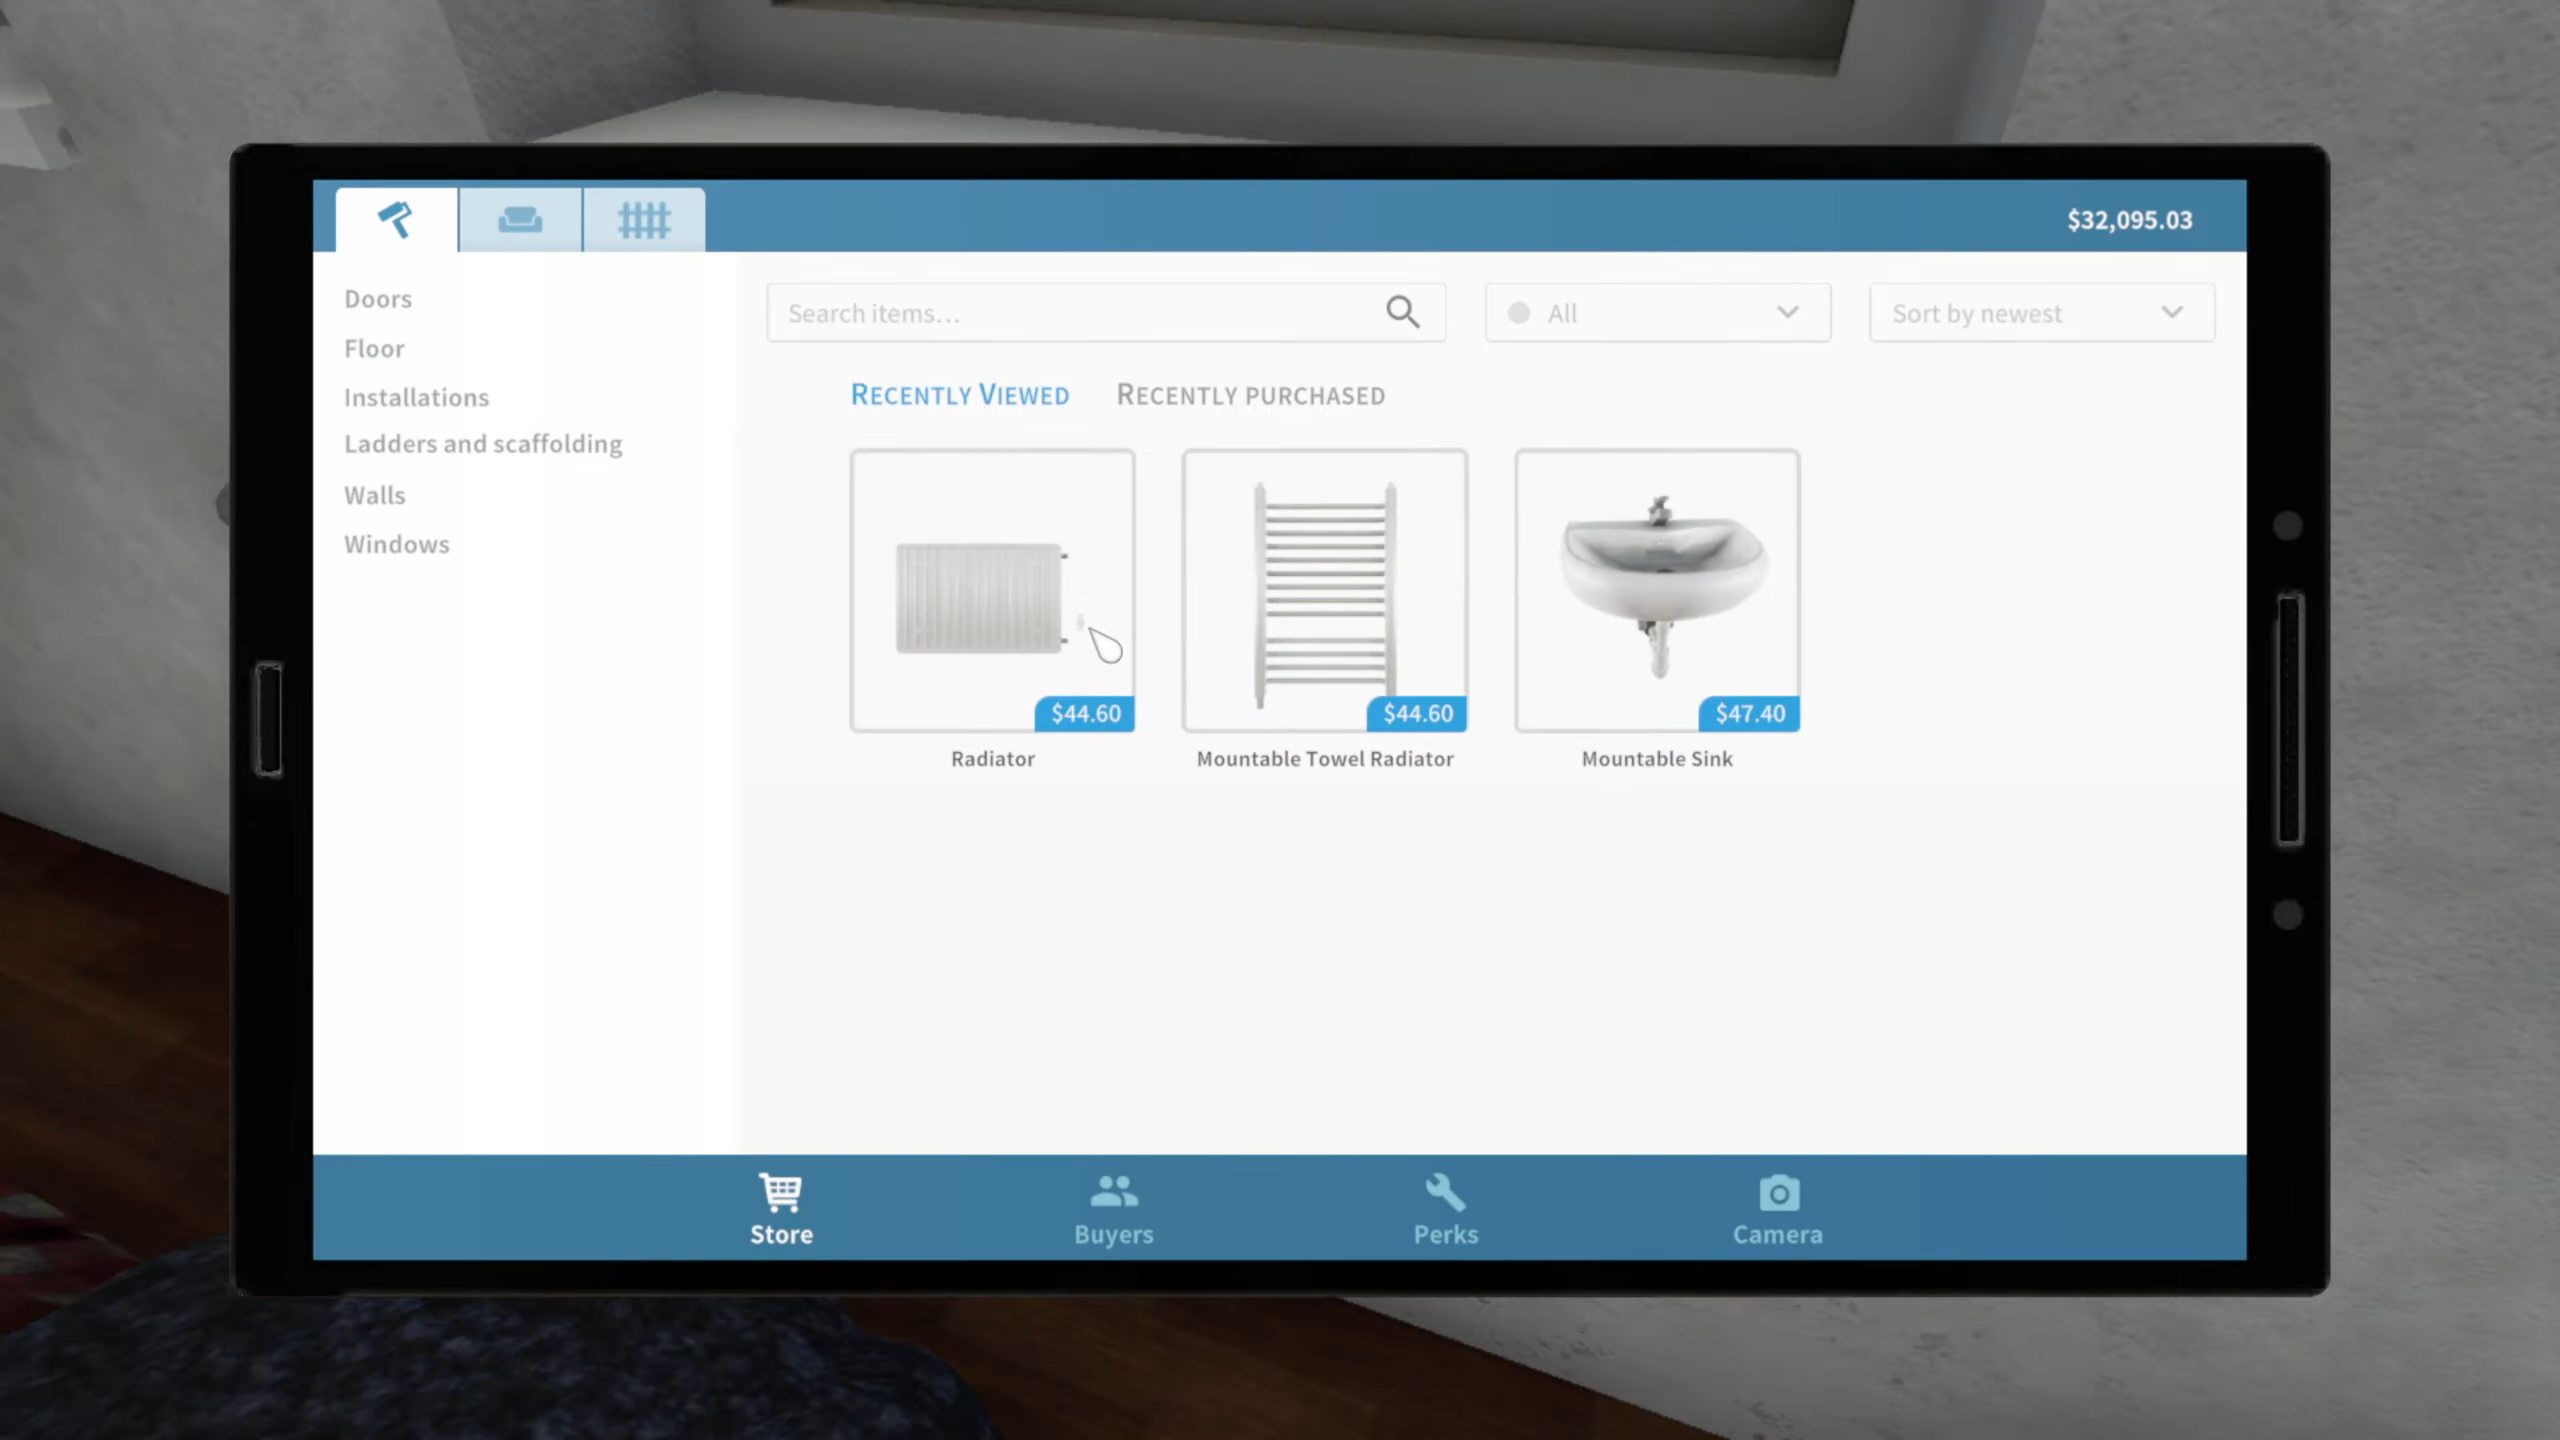 $32,095.03
Doors
Floor
Installations
Ladders and scaffolding
Walls
Windows
Search items...
All
Sort by newest
RECENTLY VIEWED
RECENTLY PURCHASED
$44.60
$44.60
$47.40
Radiator
Mountable Towel Radiator
Mountable Sink
Store
Buyers
Perks
Camera